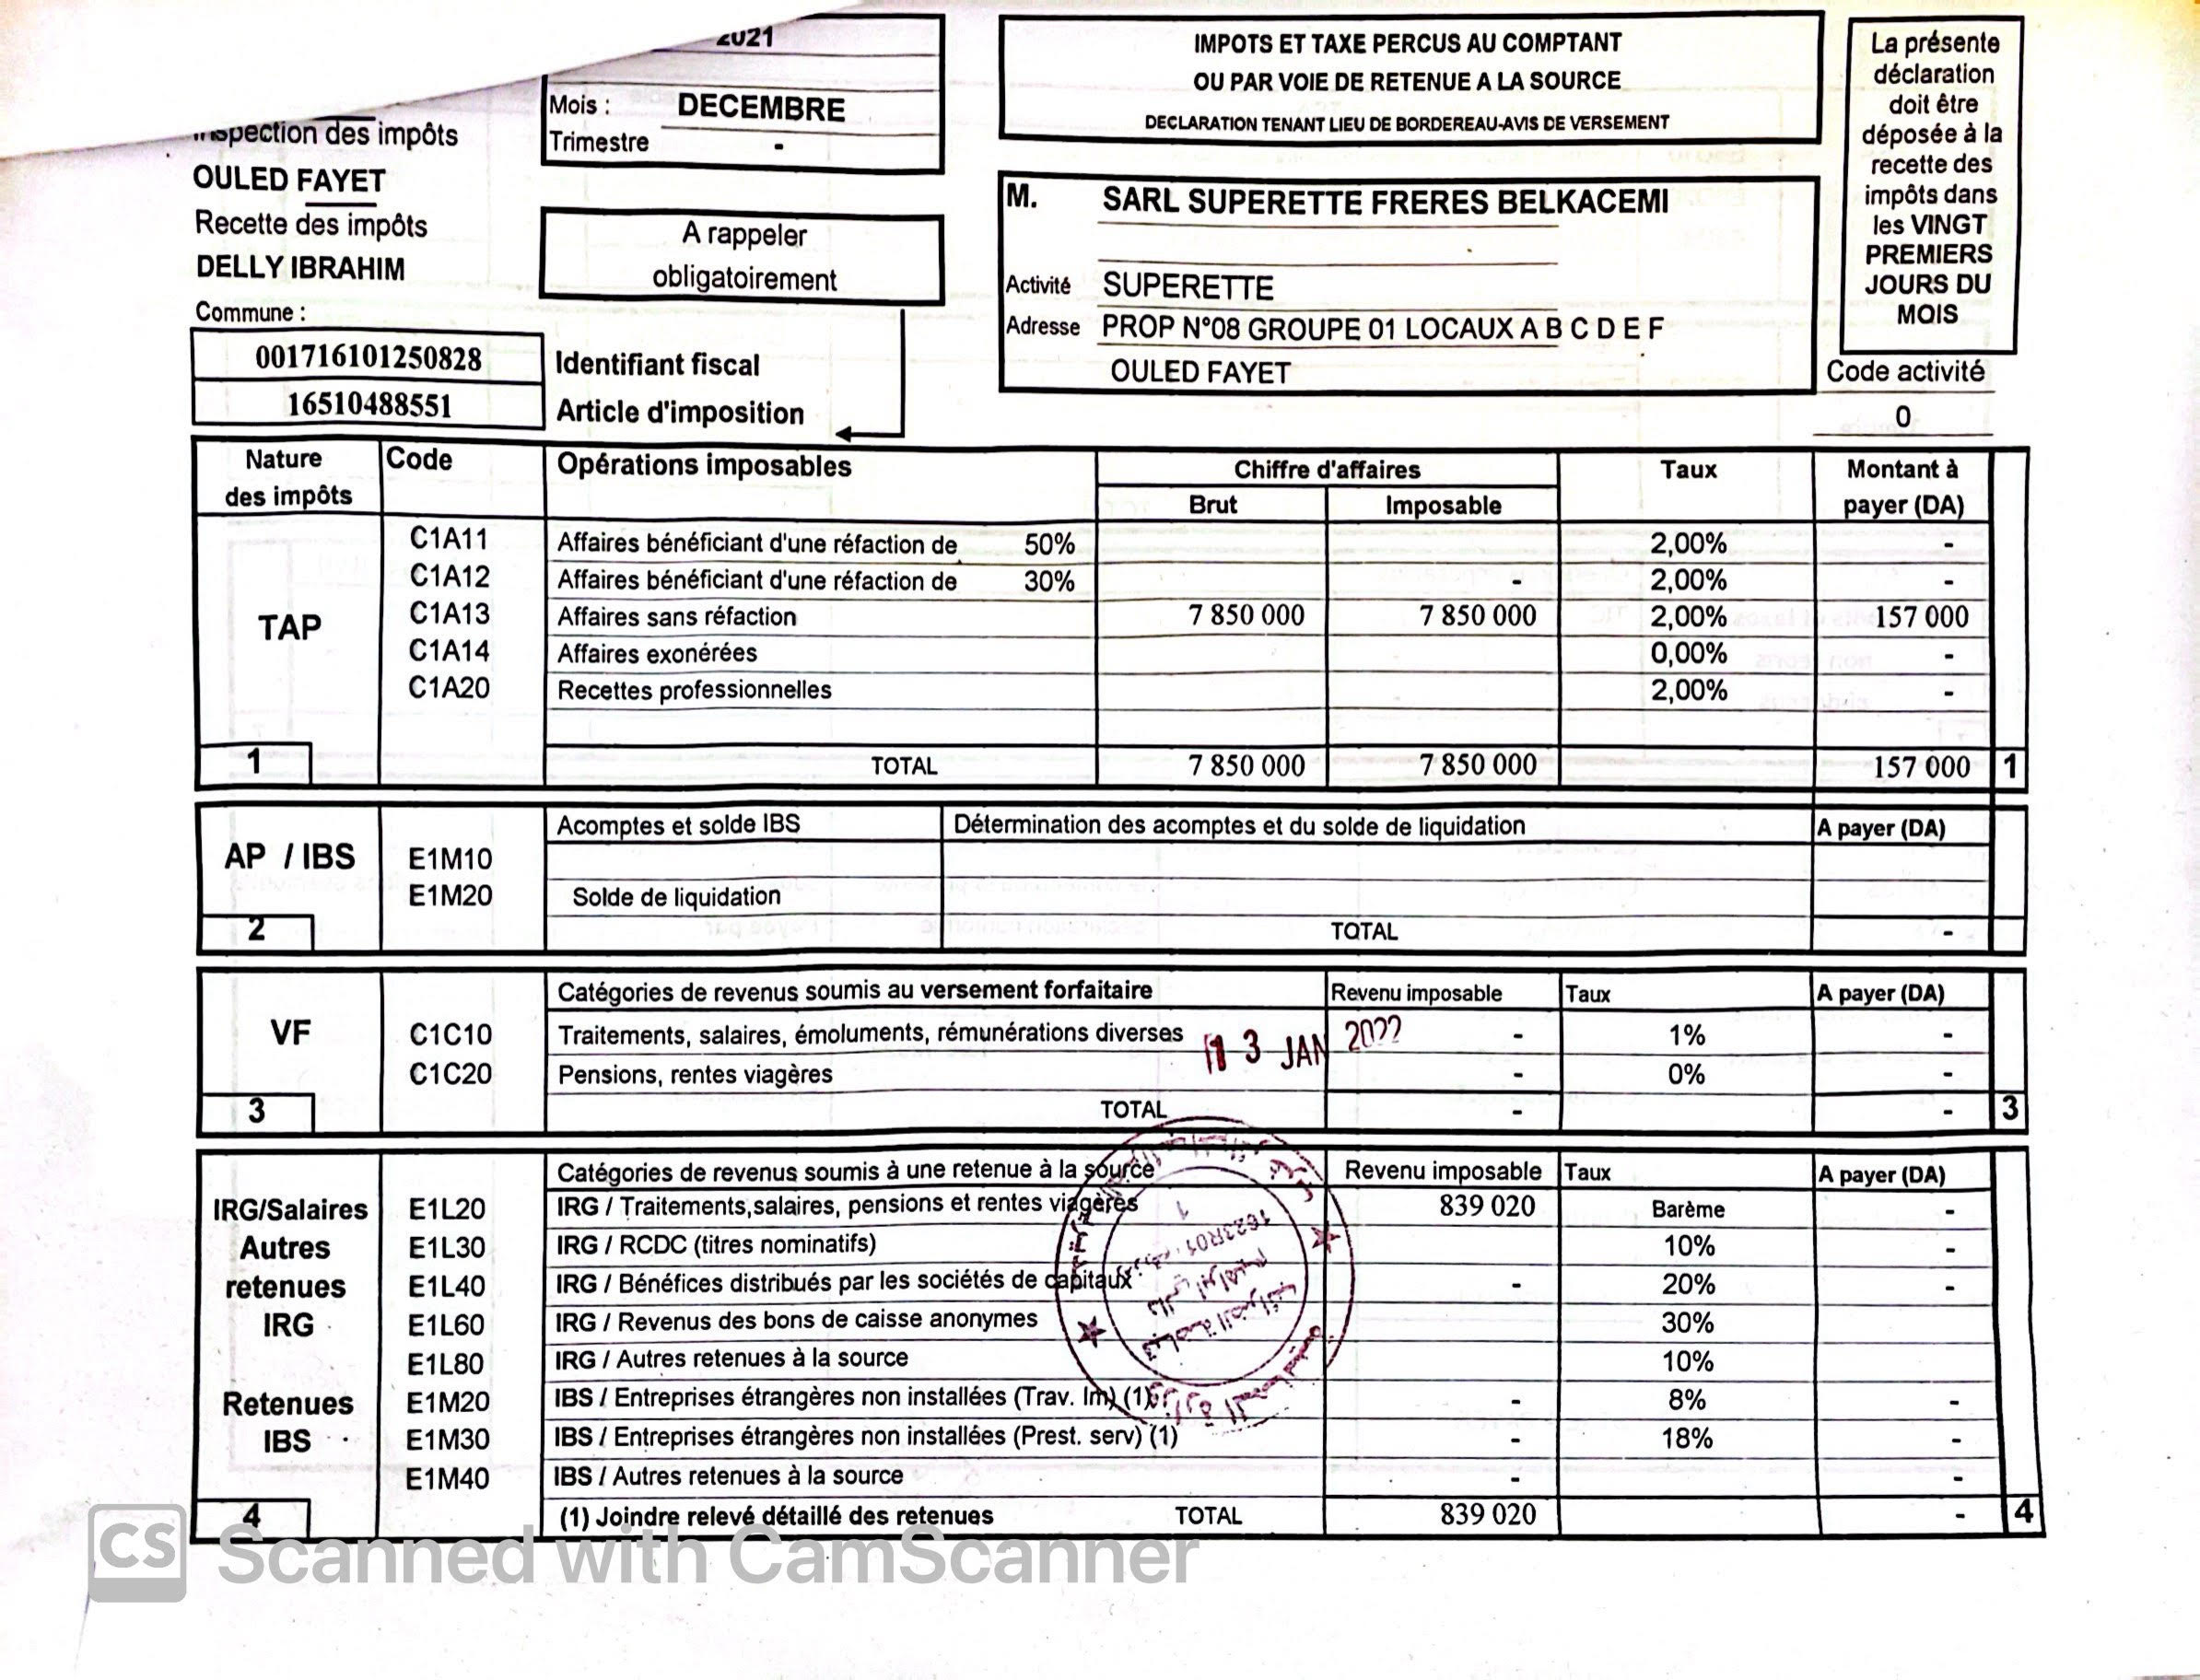 2021
Mois : DECEMBRE
Trimestre -
des impôts
OULED FAYET
Recette des impôts
DELLY IBRAHIM
Commune :
A rappeler
obligatoirement
001716101250828 Identifiant fiscal
16510488551 Article d'imposition
IMPOTS ET TAXE PERCUS AU COMPTANT
OU PAR VOIE DE RETENUE A LA SOURCE
DECLARATION TENANT LIEU DE BORDEREAU-AVIS DE VERSEMENT
M. SARL SUPERETTE FRERES BELKACEMI
Activité SUPERETTE
Adresse PROP N°08 GROUPE 01 LOCAUX A B C D E F
OULED FAYET
La présente
déclaration
doit être
déposée à la
recette des
impôts dans
les VINGT
PREMIERS
JOURS DU
MOIS
Code activité
0
Nature Code Opérations imposables Chiffre d'affaires Taux Montant à
des impôts Brut Imposable payer (DA)
C1A11 Affaires bénéficiant d'une réfaction de 50% 2,00% -
C1A12 Affaires bénéficiant d'une réfaction de 30% - 2,00% -
TAP C1A13 Affaires sans réfaction 7 850 000 7 850 000 2,00% 157 000
C1A14 Affaires exonérées 0,00% -
C1A20 Recettes professionnelles 2,00% -
1 TOTAL 7 850 000 7 850 000 157 000 1
Acomptes et solde IBS Détermination des acomptes et du solde de liquidation A payer (DA)
AP / IBS E1M10
E1M20 Solde de liquidation
2 TOTAL -
Catégories de revenus soumis au versement forfaitaire Revenu imposable Taux A payer (DA)
VF C1C10 Traitements, salaires, émoluments, rémunérations diverses - 1% -
13 JAN 2022
C1C20 Pensions, rentes viagères - 0% -
3 TOTAL - - 3
Catégories de revenus soumis à une retenue à la source Revenu imposable Taux A payer (DA)
IRG/Salaires E1L20 IRG / Traitements,salaires, pensions et rentes viagères 839 020 Barème -
Autres E1L30 IRG / RCDC (titres nominatifs) 10% -
retenues E1L40 IRG / Bénéfices distribués par les sociétés de capitaux - 20% -
IRG E1L60 IRG / Revenus des bons de caisse anonymes 30%
E1L80 IRG / Autres retenues à la source 10%
Retenues E1M20 IBS / Entreprises étrangères non installées (Trav. Im) (1) - 8% -
IBS E1M30 IBS / Entreprises étrangères non installées (Prest. serv) (1) - 18% -
E1M40 IBS / Autres retenues à la source - -
4 (1) Joindre relevé détaillé des retenues TOTAL 839 020 - 4
CS Scanned with CamScanner